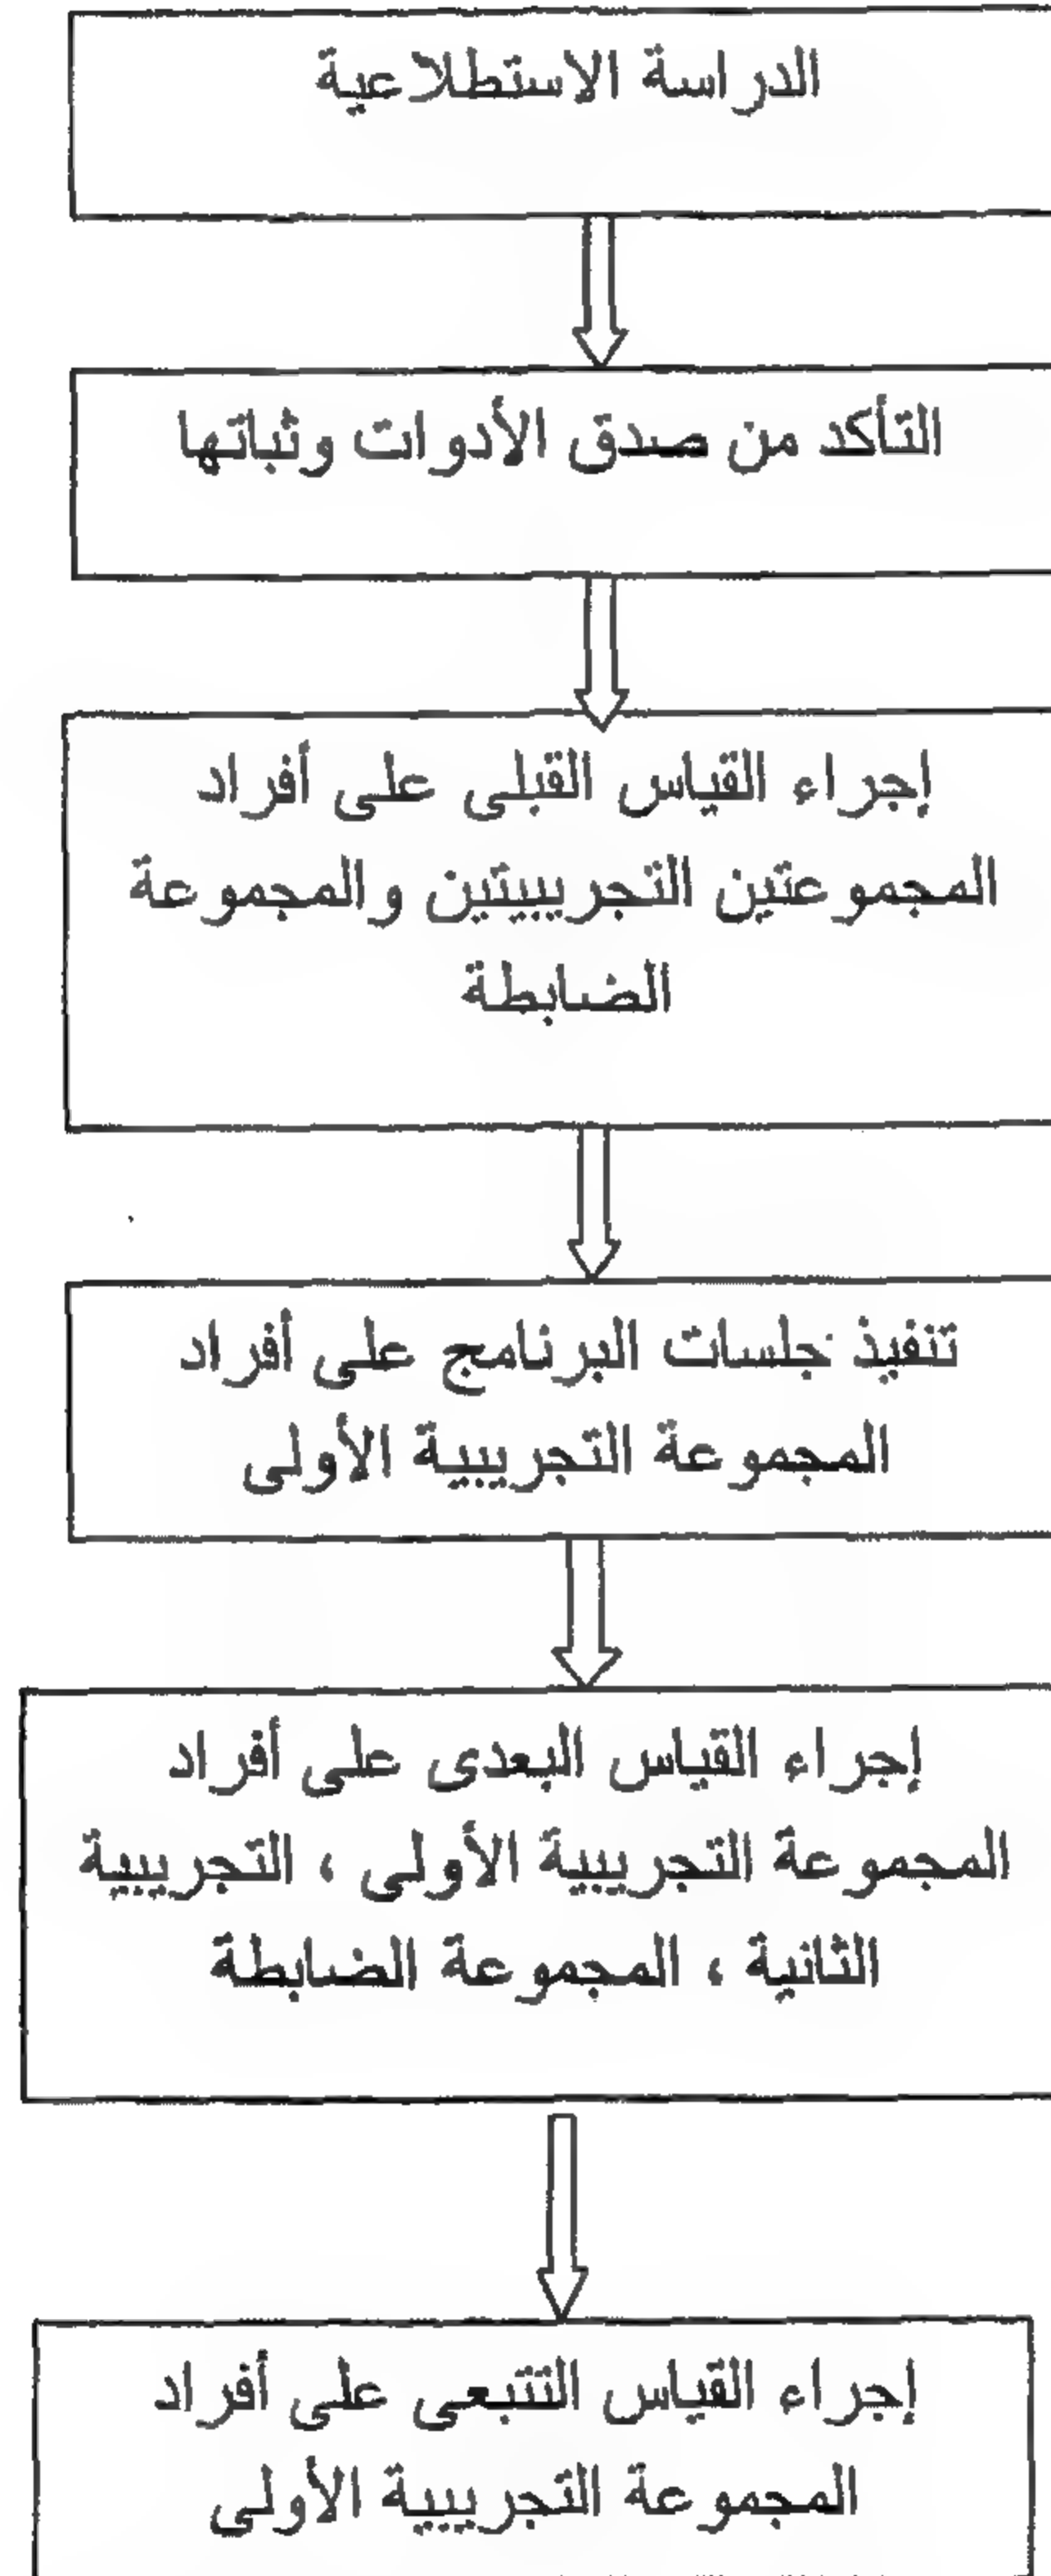 الدراسة الاستطلاعية
التأكد من صدق الأدوات وثباتها
إجراء القياس القبلى على أفراد
المجموعتين التجريبيتين والمجموعة
الضابطة
تنفيذ جلسات البرنامج على أفراد
المجموعة التجريبية الأولى
إجراء القياس البعدى على أفراد
المجموعة التجريبية الأولى ، التجريبية
الثانية ، المجموعة الضابطة
إجراء القياس التتبعى على أفراد
المجموعة التجريبية الأولى